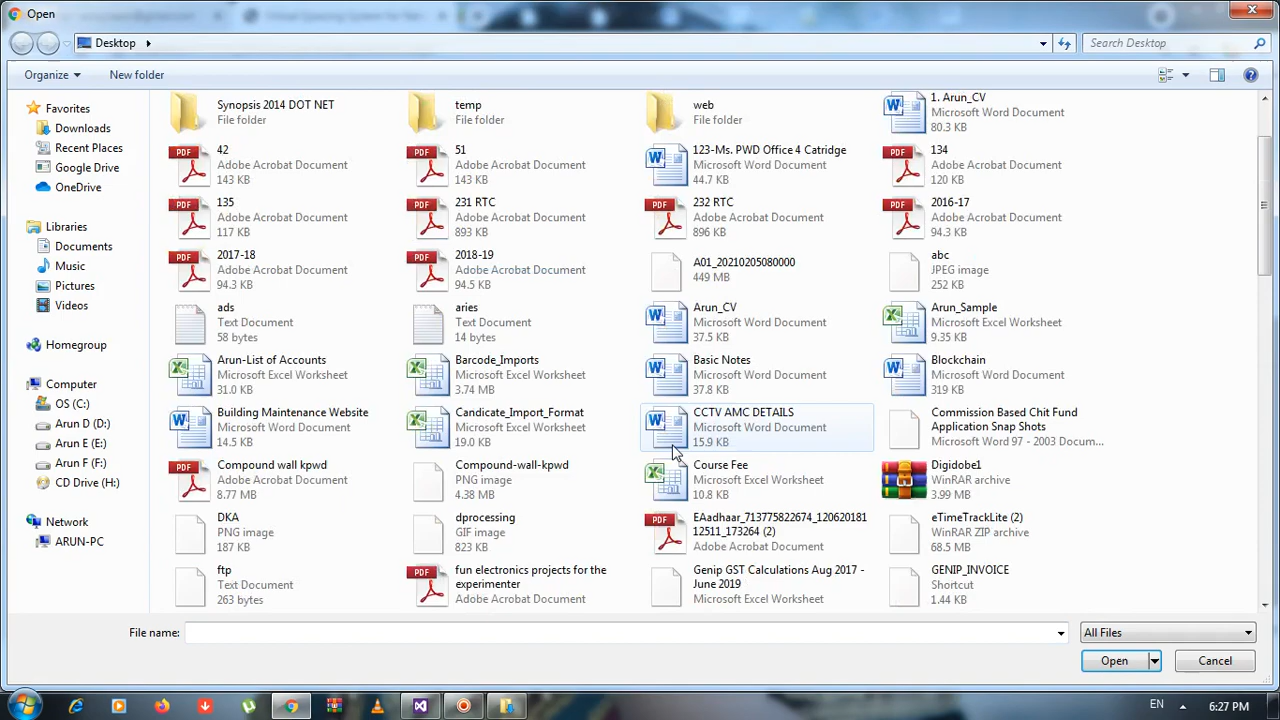 Open
Desktop
Search Desktop
Organize
New folder
Favorites
Downloads
Recent Places
Google Drive
OneDrive
Libraries
Documents
Music
Pictures
Videos
Homegroup
Computer
OS (C:)
Arun D (D:)
Arun E (E:)
Arun F (F:)
CD Drive (H:)
Network
ARUN-PC
Synopsis 2014 DOT NET
File folder
temp
File folder
web
File folder
1. Arun_CV
Microsoft Word Document
80.3 KB
42
Adobe Acrobat Document
143 KB
51
Adobe Acrobat Document
143 KB
123-Ms. PWD Office 4 Catridge
Microsoft Word Document
44.7 KB
134
Adobe Acrobat Document
120 KB
135
Adobe Acrobat Document
117 KB
231 RTC
Adobe Acrobat Document
893 KB
232 RTC
Adobe Acrobat Document
896 KB
2016-17
Adobe Acrobat Document
94.3 KB
2017-18
Adobe Acrobat Document
94.3 KB
2018-19
Adobe Acrobat Document
94.5 KB
A01_20210205080000
449 MB
abc
JPEG image
252 KB
ads
Text Document
58 bytes
aries
Text Document
14 bytes
Arun_CV
Microsoft Word Document
37.5 KB
Arun_Sample
Microsoft Excel Worksheet
9.35 KB
Arun-List of Accounts
Microsoft Excel Worksheet
31.0 KB
Barcode_Imports
Microsoft Excel Worksheet
3.74 MB
Basic Notes
Microsoft Word Document
37.8 KB
Blockchain
Microsoft Word Document
319 KB
Building Maintenance Website
Microsoft Word Document
14.5 KB
Candicate_Import_Format
Microsoft Excel Worksheet
19.0 KB
CCTV AMC DETAILS
Microsoft Word Document
15.9 KB
Commission Based Chit Fund
Application Snap Shots
Microsoft Word 97 - 2003 Docum...
Compound wall kpwd
Adobe Acrobat Document
8.77 MB
Compound-wall-kpwd
PNG image
4.38 MB
Course Fee
Microsoft Excel Worksheet
10.8 KB
Digidobe1
WinRAR archive
3.99 MB
DKA
PNG image
187 KB
dprocessing
GIF image
823 KB
EAadhaar_713775822674_120620181
12511_173264 (2)
Adobe Acrobat Document
eTimeTrackLite (2)
WinRAR ZIP archive
68.5 MB
ftp
Text Document
263 bytes
fun electronics projects for the
experimenter
Adobe Acrobat Document
Genip GST Calculations Aug 2017 -
June 2019
Microsoft Excel Worksheet
GENIP_INVOICE
Shortcut
1.44 KB
File name:
All Files
Open
Cancel
EN
6:27 PM